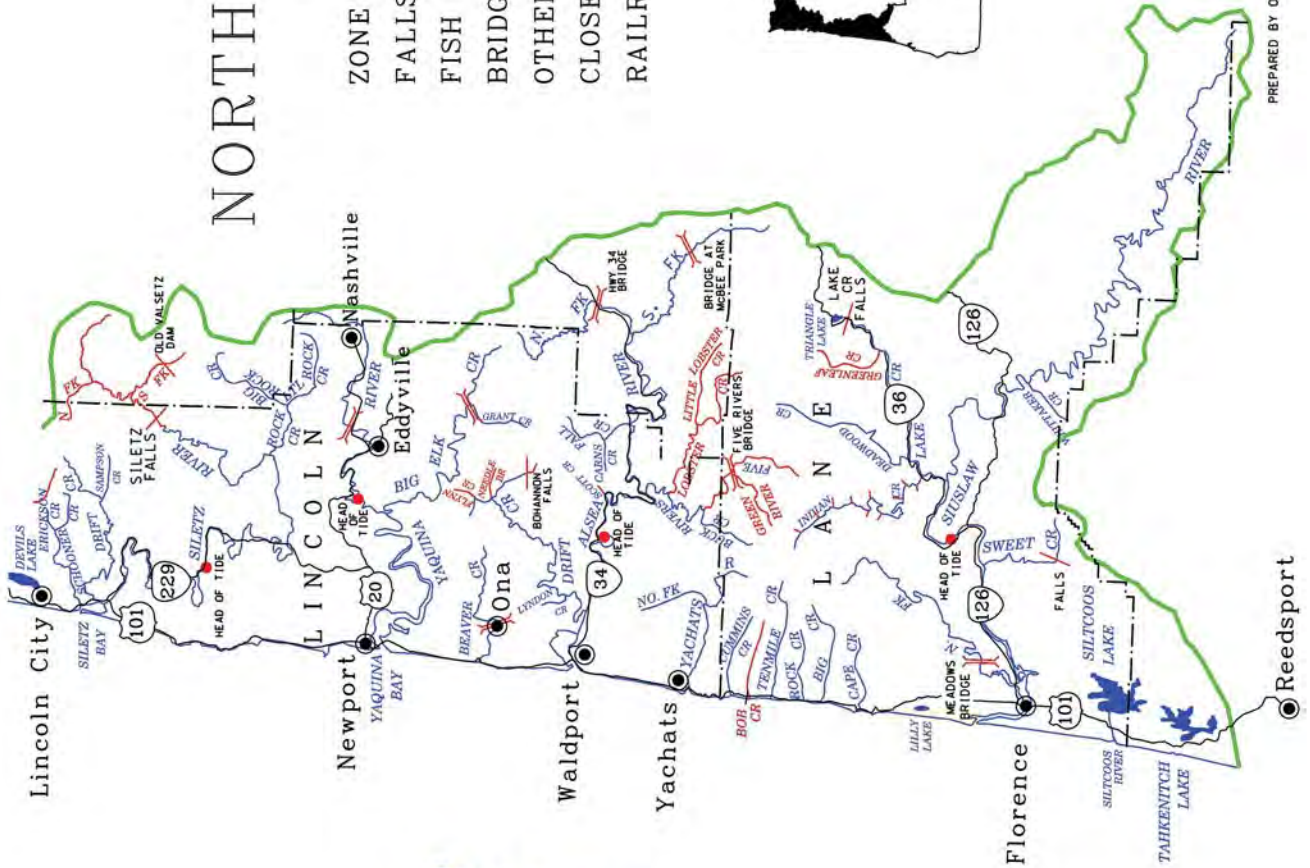 NORTH
ZONE
FALLS
FISH
BRIDG
OTHER
CLOSE
RAILR
PREPARED BY O
Lincoln City
DEVILS
LAKE
ERICKSON
CR
SCHOONER
CR
DRIFT
CR
SAMPSON
CR
SILETZ
BAY
101
229
SILETZ
HEAD OF TIDE
SILETZ
FALLS
RIVER
N
FK
S.
FK
OLD VALSETZ
DAM
BIG
ROCK
CR
ROCK
CR
SAIL ROCK
CR
LINCOLN
Nashville
Eddyville
RIVER
HEAD
OF
TIDE
20
Newport
YAQUINA
BAY
YAQUINA
BIG
ELK
CR
GRANT CR
FLYNN
CR
NEEDLE
BR
BOHANNON
FALLS
BEAVER
CR
Ona
LYNDON
CR
DRIFT
CR
Waldport
34
ALSEA
HEAD OF
TIDE
SCOTT
CR
CARNS
CR
FALL
CR
RIVER
N.
FK
HWY 34
BRIDGE
S.
FK
BRIDGE AT
McBEE PARK
LITTLE LOBSTER
CR
LOBSTER
CR
FIVE RIVERS
BRIDGE
FIVE
RIVERS
GREEN
RIVER
BUCK
CR
Yachats
YACHATS
R
NO. FK
CUMMINS
CR
BOB
CR
TENMILE
CR
ROCK
CR
BIG
CR
CAPE
CR
LANE
INDIAN
CR
DEADWOOD
CR
TRIANGLE
LAKE
LAKE
CR
FALLS
GREENLEAF
CR
LAKE
CR
36
126
LILLY
LAKE
N
FK
MEADOWS
BRIDGE
Florence
126
HEAD OF
TIDE
SIUSLAW
RIVER
SWEET
CR
FALLS
WHITTAKER
CR
101
SILTCOOS
LAKE
SILTCOOS
RIVER
TAHKENITCH
LAKE
Reedsport